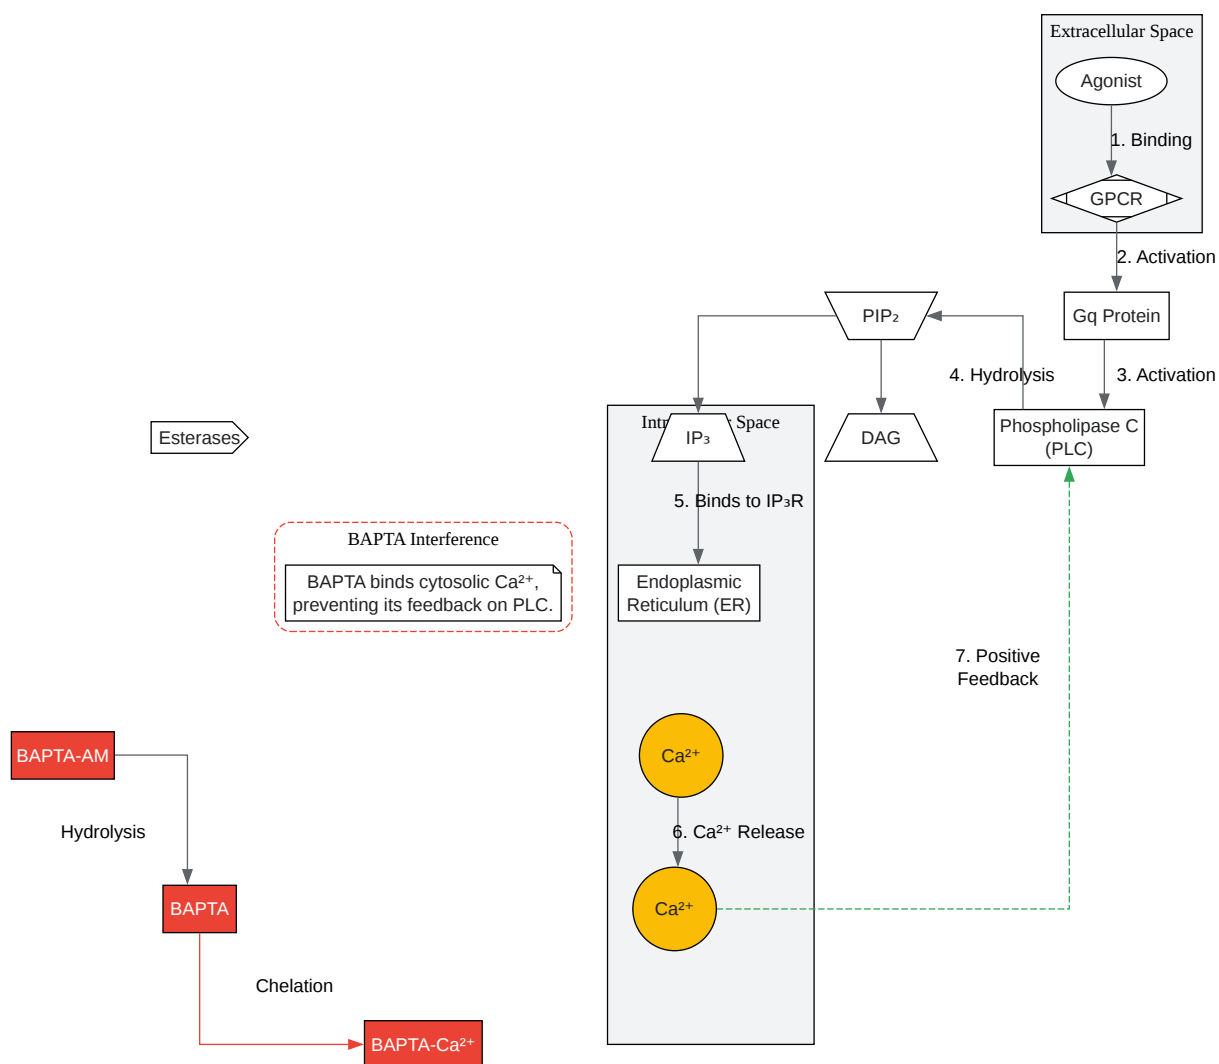 Extracellular Space
Agonist
1. Binding
GPCR
2. Activation
PIP₂
Gq Protein
4. Hydrolysis
3. Activation
Space
Esterases
IP₃
DAG
Phospholipase C
(PLC)
5. Binds to IP₃R
BAPTA Interference
BAPTA binds cytosolic Ca²⁺,
preventing its feedback on PLC.
Endoplasmic
Reticulum (ER)
7. Positive
Feedback
BAPTA-AM
Ca²⁺
Hydrolysis
6. Ca²⁺ Release
BAPTA
Ca²⁺
Chelation
BAPTA-Ca²⁺